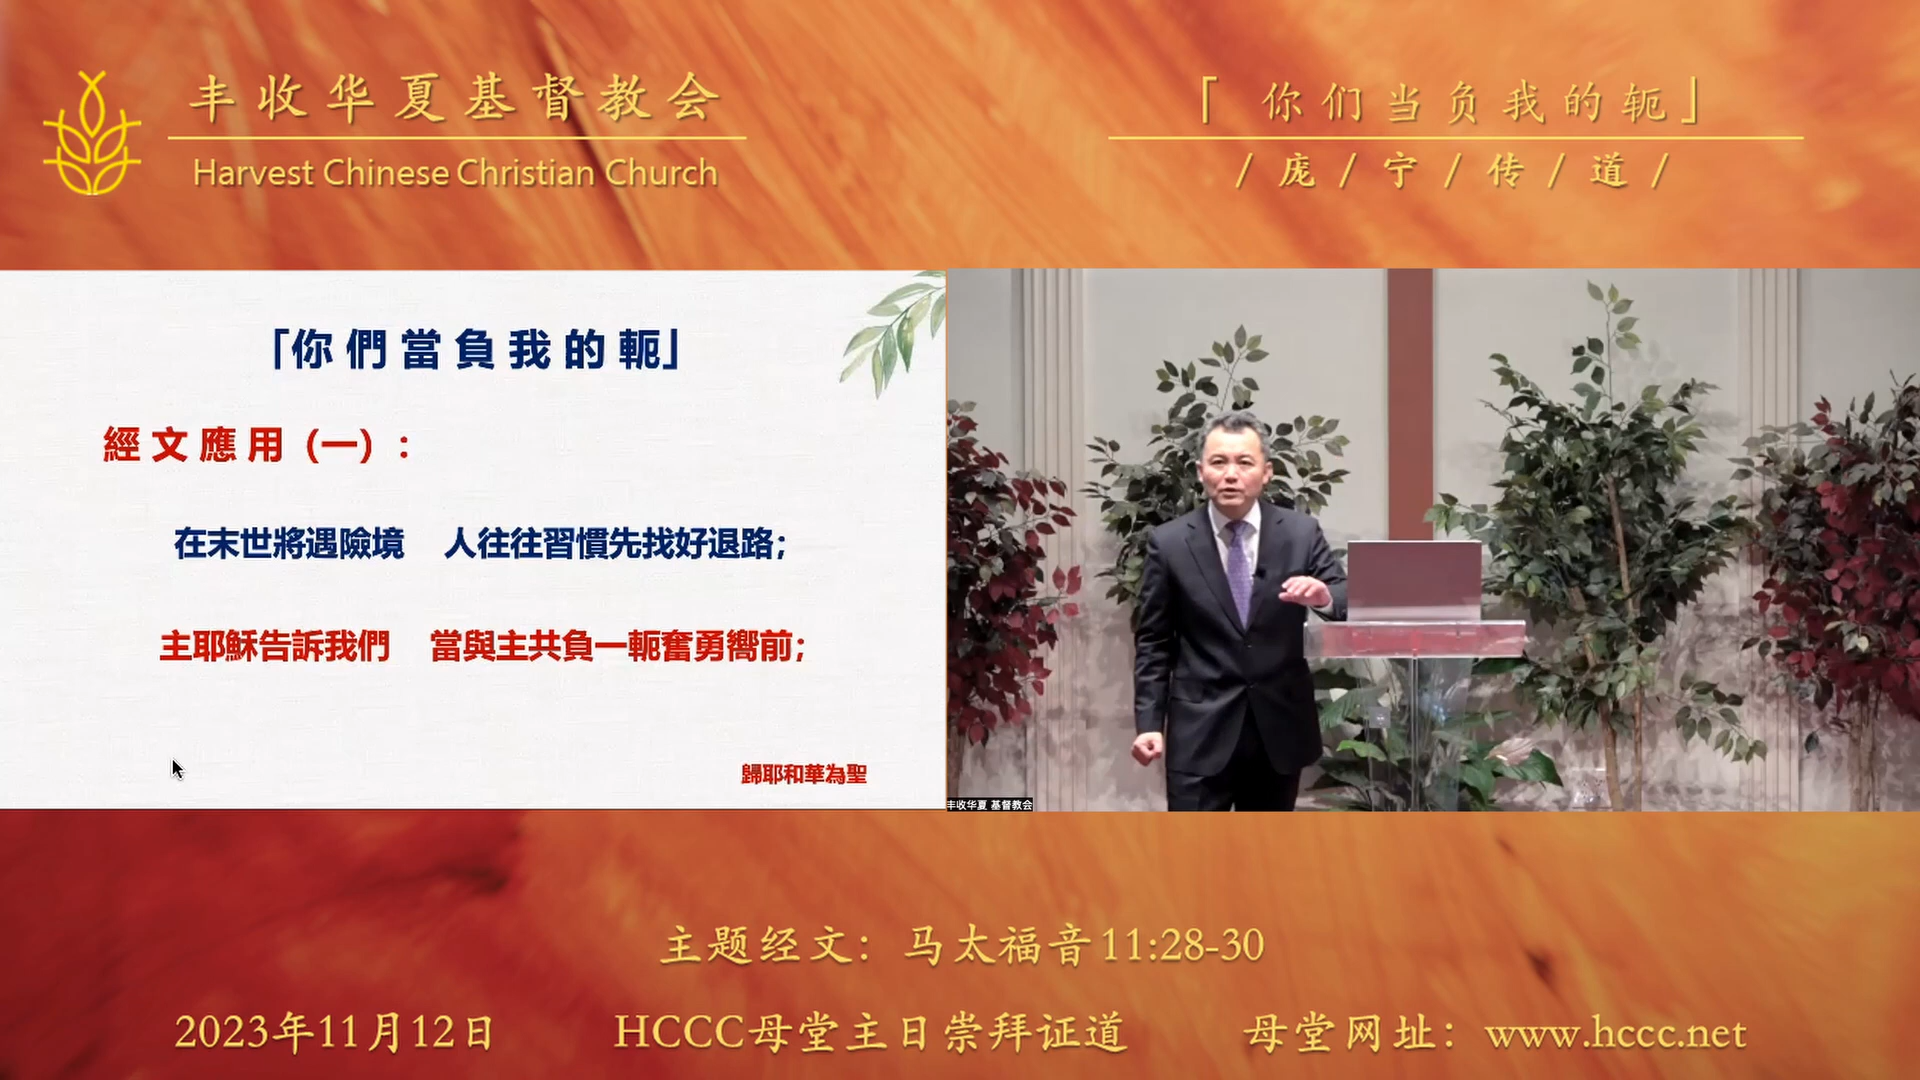 丰收华夏基督教会
Harvest Chinese Christian Church
「你们当负我的轭」
/ 庞 / 宁 / 传 / 道 /
「你們當負我的軛」
經文應用 (一) ：
在末世將遇險境 人往往習慣先找好退路；
主耶穌告訴我們 當與主共負一軛奮勇嚮前；
歸耶和華為聖
丰收华夏 基督教会
主题经文：马太福音11:28-30
2023年11月12日 HCCC母堂主日崇拜证道 母堂网址：www.hccc.net